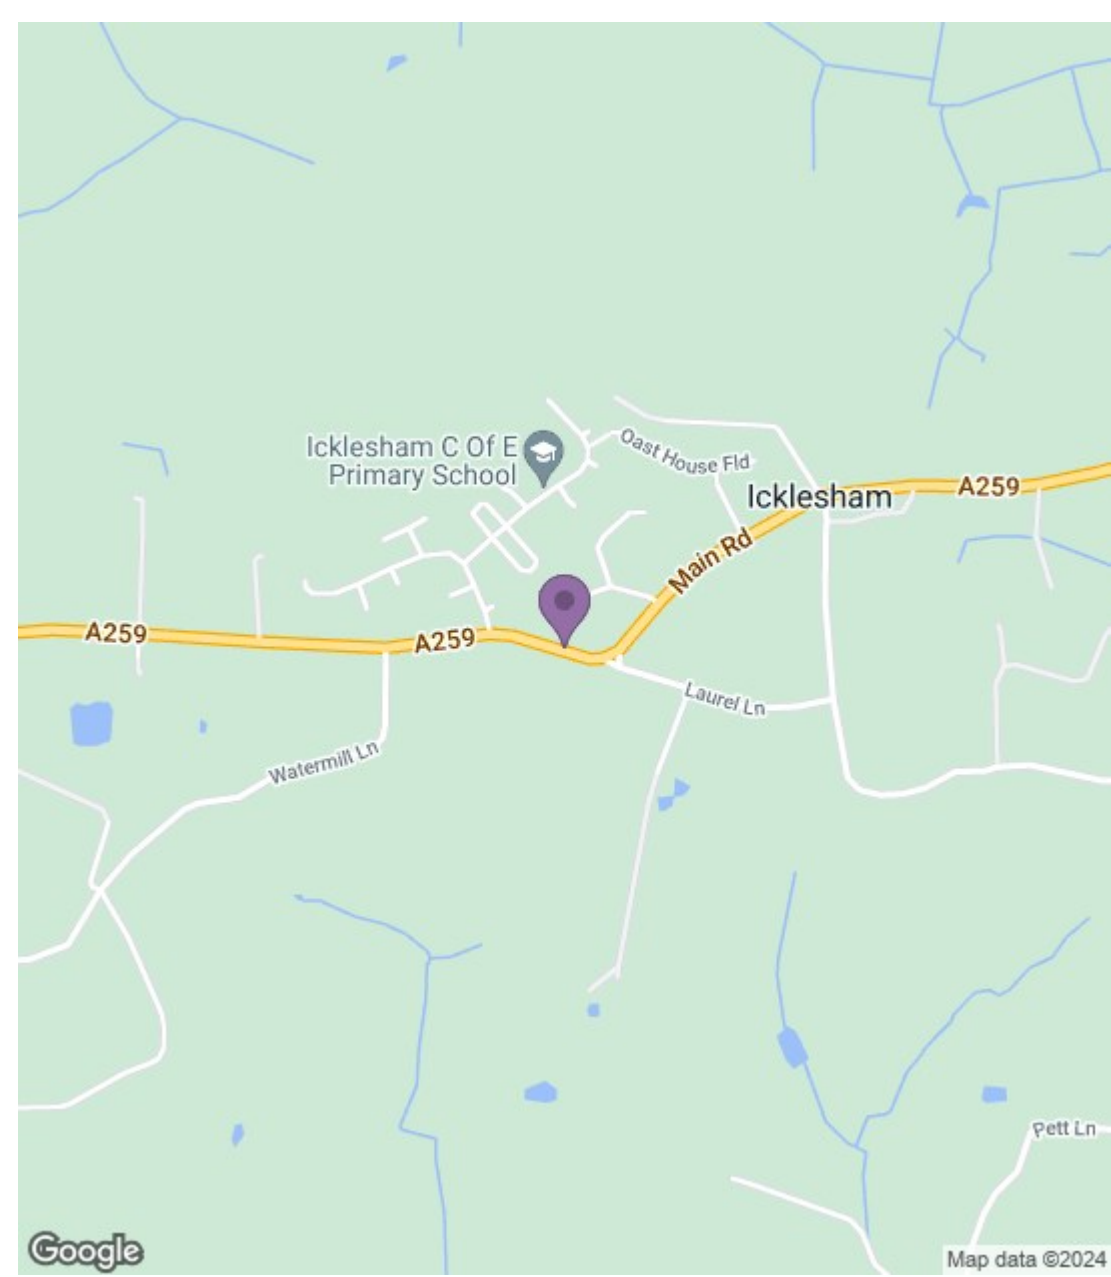 Icklesham C Of E
Primary School
Oast House Fld
Icklesham
A259
Main Rd
A259
A259
Laurel Ln
Watermill Ln
Pett Ln
Google
Map data ©2024